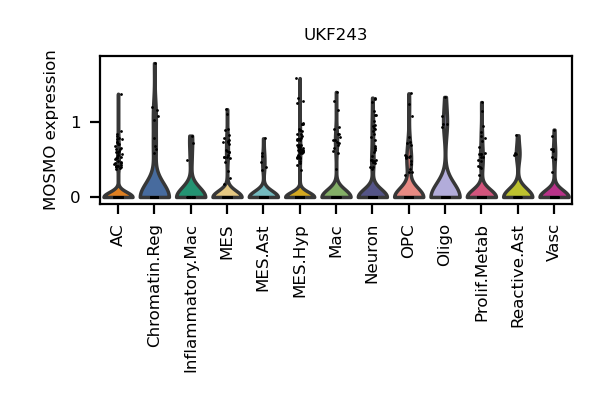 UKF243
MOSMO expression
1
0
AC
Chromatin.Reg
Inflammatory.Mac
MES
MES.Ast
MES.Hyp
Mac
Neuron
OPC
Oligo
Prolif.Metab
Reactive.Ast
Vasc